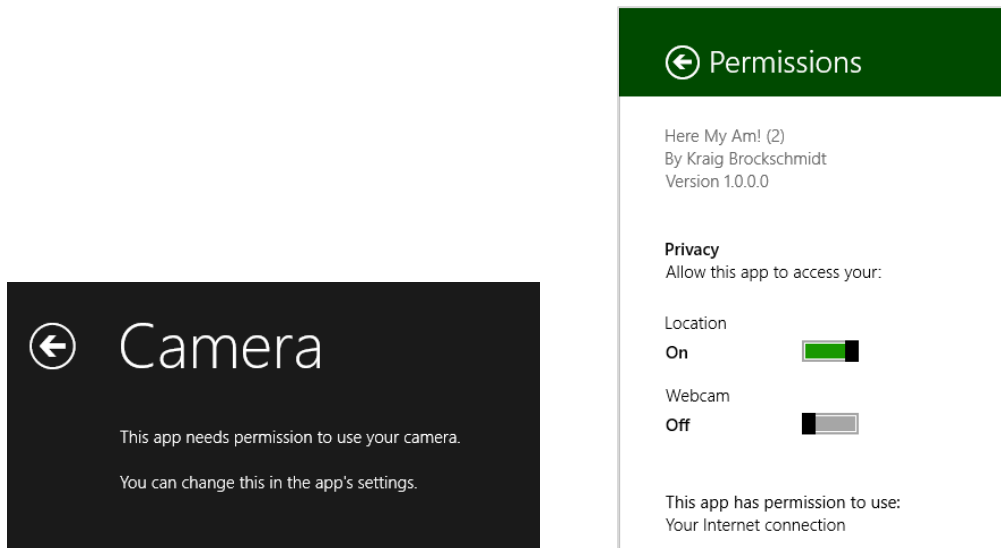 Camera
This app needs permission to use your camera.
You can change this in the app's settings.
Permissions
Here My Am! (2)
By Kraig Brockschmidt
Version 1.0.0.0
Privacy
Allow this app to access your:
Location
On
Webcam
Off
This app has permission to use:
Your Internet connection